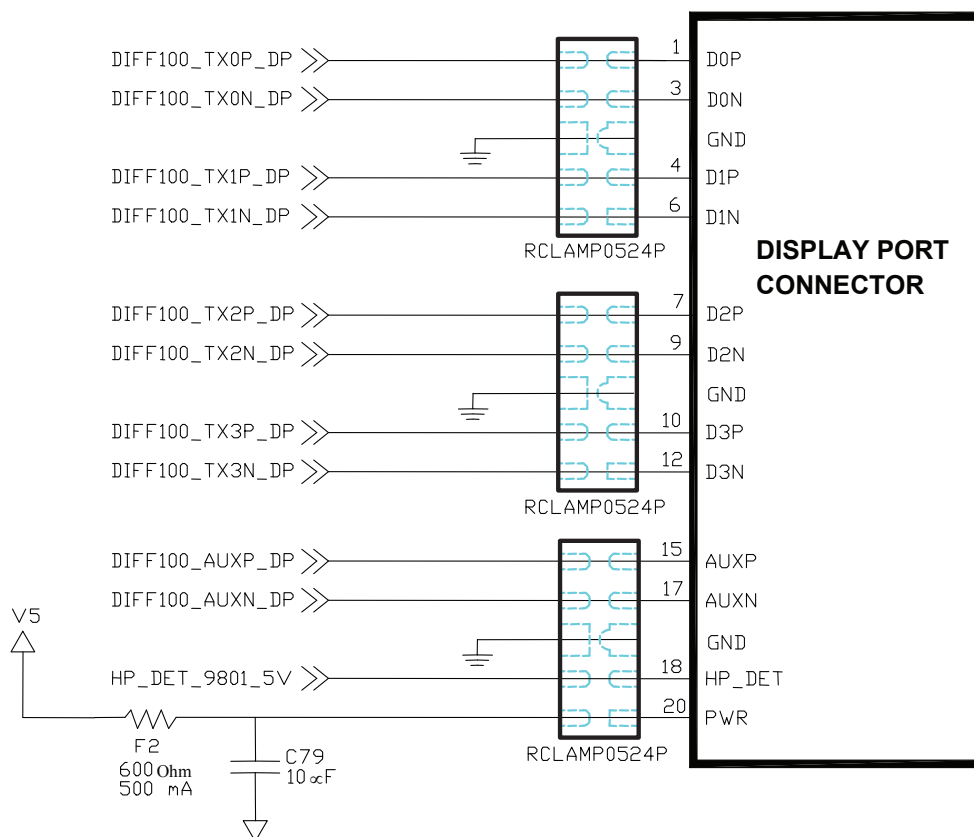 DIFF100_TX0P_DP 1 D0P
DIFF100_TX0N_DP 3 D0N
GND
DIFF100_TX1P_DP 4 D1P
DIFF100_TX1N_DP 6 D1N
RCLAMP0524P
DISPLAY PORT
CONNECTOR
DIFF100_TX2P_DP 7 D2P
DIFF100_TX2N_DP 9 D2N
GND
DIFF100_TX3P_DP 10 D3P
DIFF100_TX3N_DP 12 D3N
RCLAMP0524P
DIFF100_AUXP_DP 15 AUXP
DIFF100_AUXN_DP 17 AUXN
V5
GND
HP_DET_9801_5V 18 HP_DET
20 PWR
RCLAMP0524P
F2
600 Ohm
500 mA
C79
10 ∝F